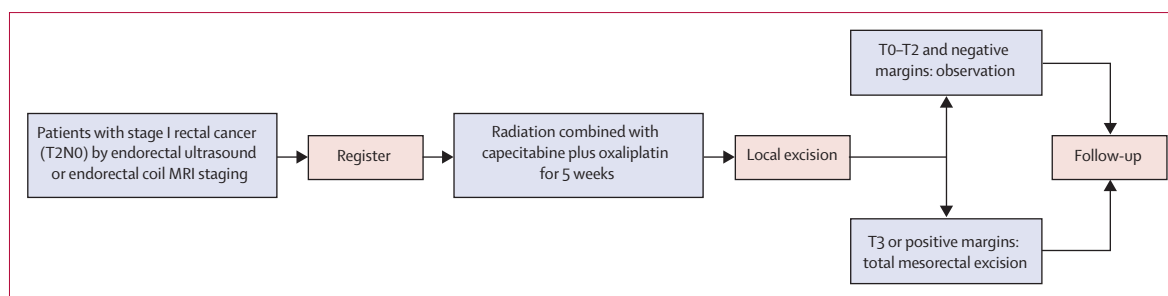 Patients with stage I rectal cancer
(T2N0) by endorectal ultrasound
or endorectal coil MRI staging
Register
Radiation combined with
capecitabine plus oxaliplatin
for 5 weeks
Local excision
T0–T2 and negative
margins: observation
T3 or positive margins:
total mesorectal excision
Follow-up